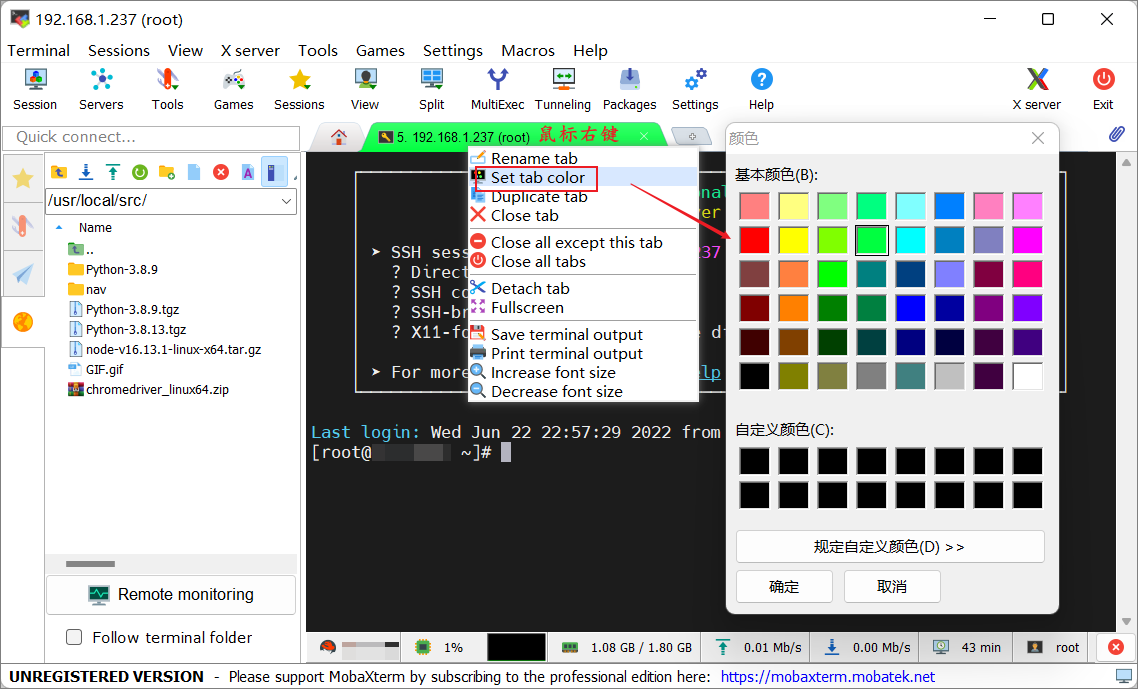 192.168.1.237 (root)
Terminal Sessions View X server Tools Games Settings Macros Help
Session Servers Tools Games Sessions View Split MultiExec Tunneling Packages Settings Help X server Exit
Quick connect...
5. 192.168.1.237 (root) 鼠标右键
颜色
/usr/local/src/
Name
..
Python-3.8.9
nav
Python-3.8.9.tgz
Python-3.8.13.tgz
node-v16.13.1-linux-x64.tar.gz
GIF.gif
chromedriver_linux64.zip
Remote monitoring
Follow terminal folder
Rename tab
Set tab color
Duplicate tab
Close tab
Close all except this tab
Close all tabs
Detach tab
Fullscreen
Save terminal output
Print terminal output
Increase font size
Decrease font size
➤ SSH sess
? Direct
? SSH co
? SSH-br
? X11-fo
➤ For more
237
Last login: Wed Jun 22 22:57:29 2022 from
[root@ ~]#
基本颜色(B):
自定义颜色(C):
规定自定义颜色(D) >>
确定 取消
1% 1.08 GB / 1.80 GB 0.01 Mb/s 0.00 Mb/s 43 min root
UNREGISTERED VERSION - Please support MobaXterm by subscribing to the professional edition here: https://mobaxterm.mobatek.net